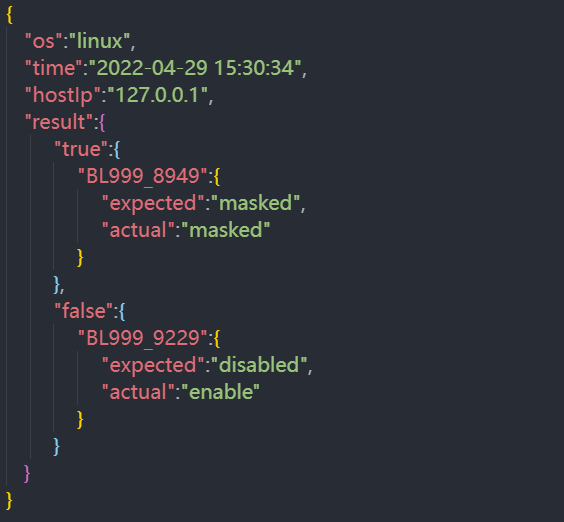 {
"os":"linux",
"time":"2022-04-29 15:30:34",
"hostIp":"127.0.0.1",
"result":{
"true":{
"BL999_8949":{
"expected":"masked",
"actual":"masked"
}
},
"false":{
"BL999_9229":{
"expected":"disabled",
"actual":"enable"
}
}
}
}